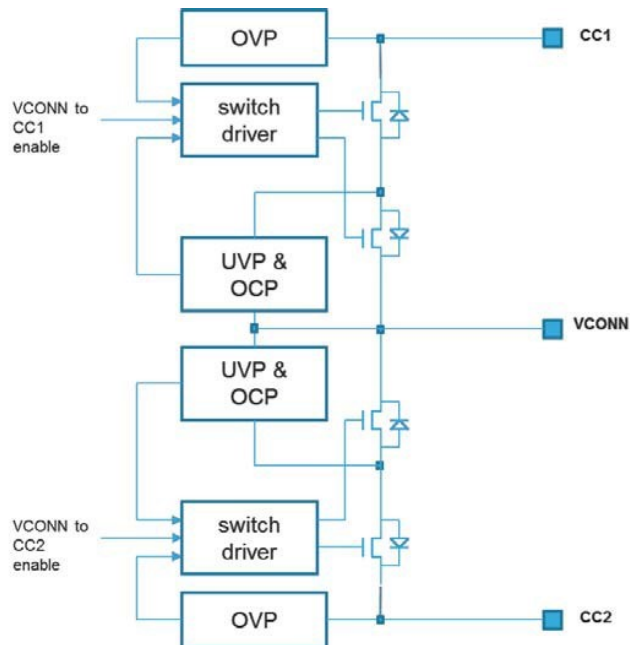 OVP
CC1
VCONN to
CC1
enable
switch
driver
UVP &
OCP
VCONN
UVP &
OCP
VCONN to
CC2
enable
switch
driver
OVP
CC2